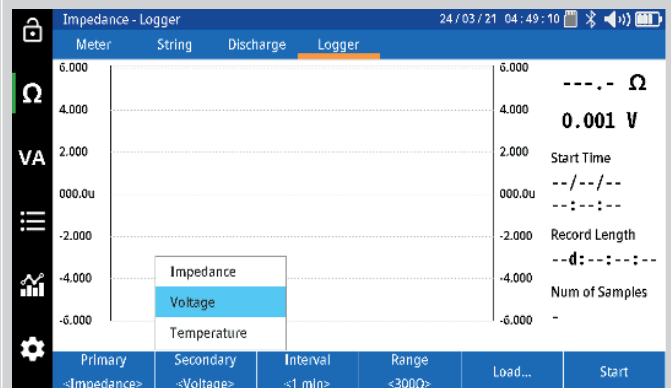 Impedance - Logger 24/03/21 04:49:10
Meter String Discharge Logger
Ω
VA
6.000
4.000
2.000
000.0u
-2.000
-4.000
-6.000
6.000
4.000
2.000
000.0u
-2.000
-4.000
-6.000
---.- Ω
0.001 V
Start Time
--/--/--
--:--:--
Record Length
--d:--:--:--
Num of Samples
-
Impedance
Voltage
Temperature
Primary Secondary Interval Range Load... Start
<Impedance> <Voltage> <1 min> <300Ω>